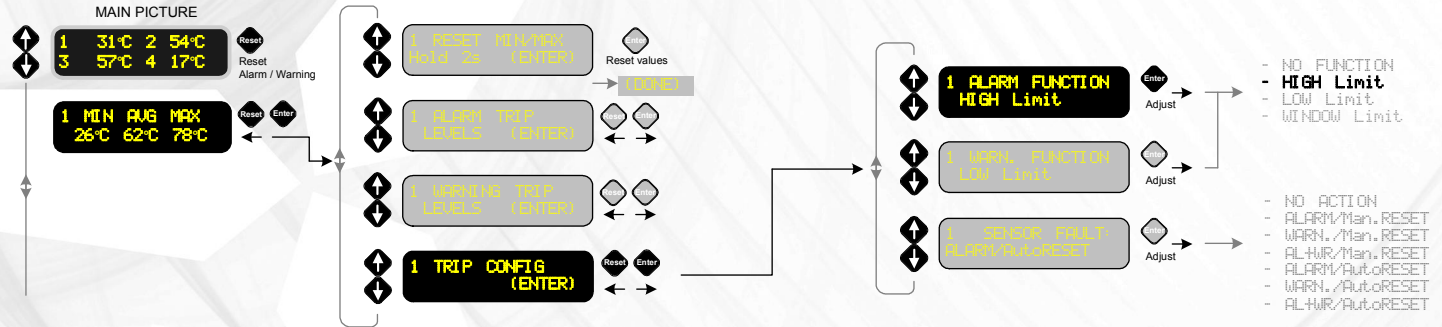 MAIN PICTURE
1 31°C 2 54°C
3 57°C 4 17°C
Reset
Reset
Alarm / Warning
1 MIN AVG MAX
26°C 62°C 78°C
Reset
Enter
1 RESET MIN/MAX
Hold 2s (ENTER)
Enter
Reset values
(DONE)
1 ALARM TRIP
LEVELS (ENTER)
Reset
Enter
1 WARNING TRIP
LEVELS (ENTER)
Reset
Enter
1 TRIP CONFIG
(ENTER)
Reset
Enter
1 ALARM FUNCTION
HIGH Limit
Enter
Adjust
- NO FUNCTION
- HIGH Limit
- LOW Limit
- WINDOW Limit
1 WARN. FUNCTION
LOW Limit
Enter
Adjust
1 SENSOR FAULT:
ALARM/AutoRESET
Enter
Adjust
- NO ACTION
- ALARM/Man.RESET
- WARN./Man.RESET
- AL+WR/Man.RESET
- ALARM/AutoRESET
- WARN./AutoRESET
- AL+WR/AutoRESET